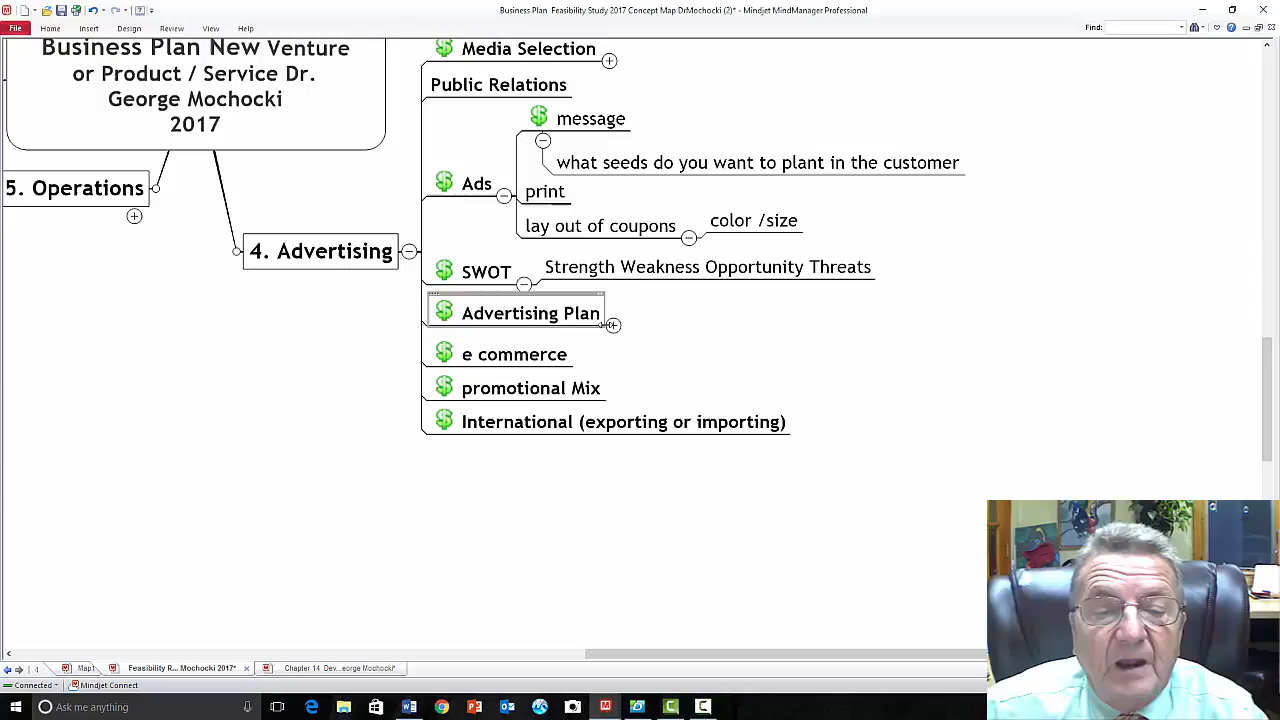 Business Plan Feasibility Study 2017 Concept Map DrMochocki (2)* - Mindjet MindManager Professional
File Home Insert Design Review View Help
Find:
Business Plan New Venture
or Product / Service Dr.
George Mochocki
2017
5. Operations
4. Advertising
Media Selection
Public Relations
Ads
message
what seeds do you want to plant in the customer
print
lay out of coupons
color /size
SWOT
Strength Weakness Opportunity Threats
Advertising Plan
e commerce
promotional Mix
International (exporting or importing)
Map1
Feasibility R... Mochocki 2017*
Chapter 14 Dev...eorge Mochocki*
Connected
Mindjet Connect
Ask me anything